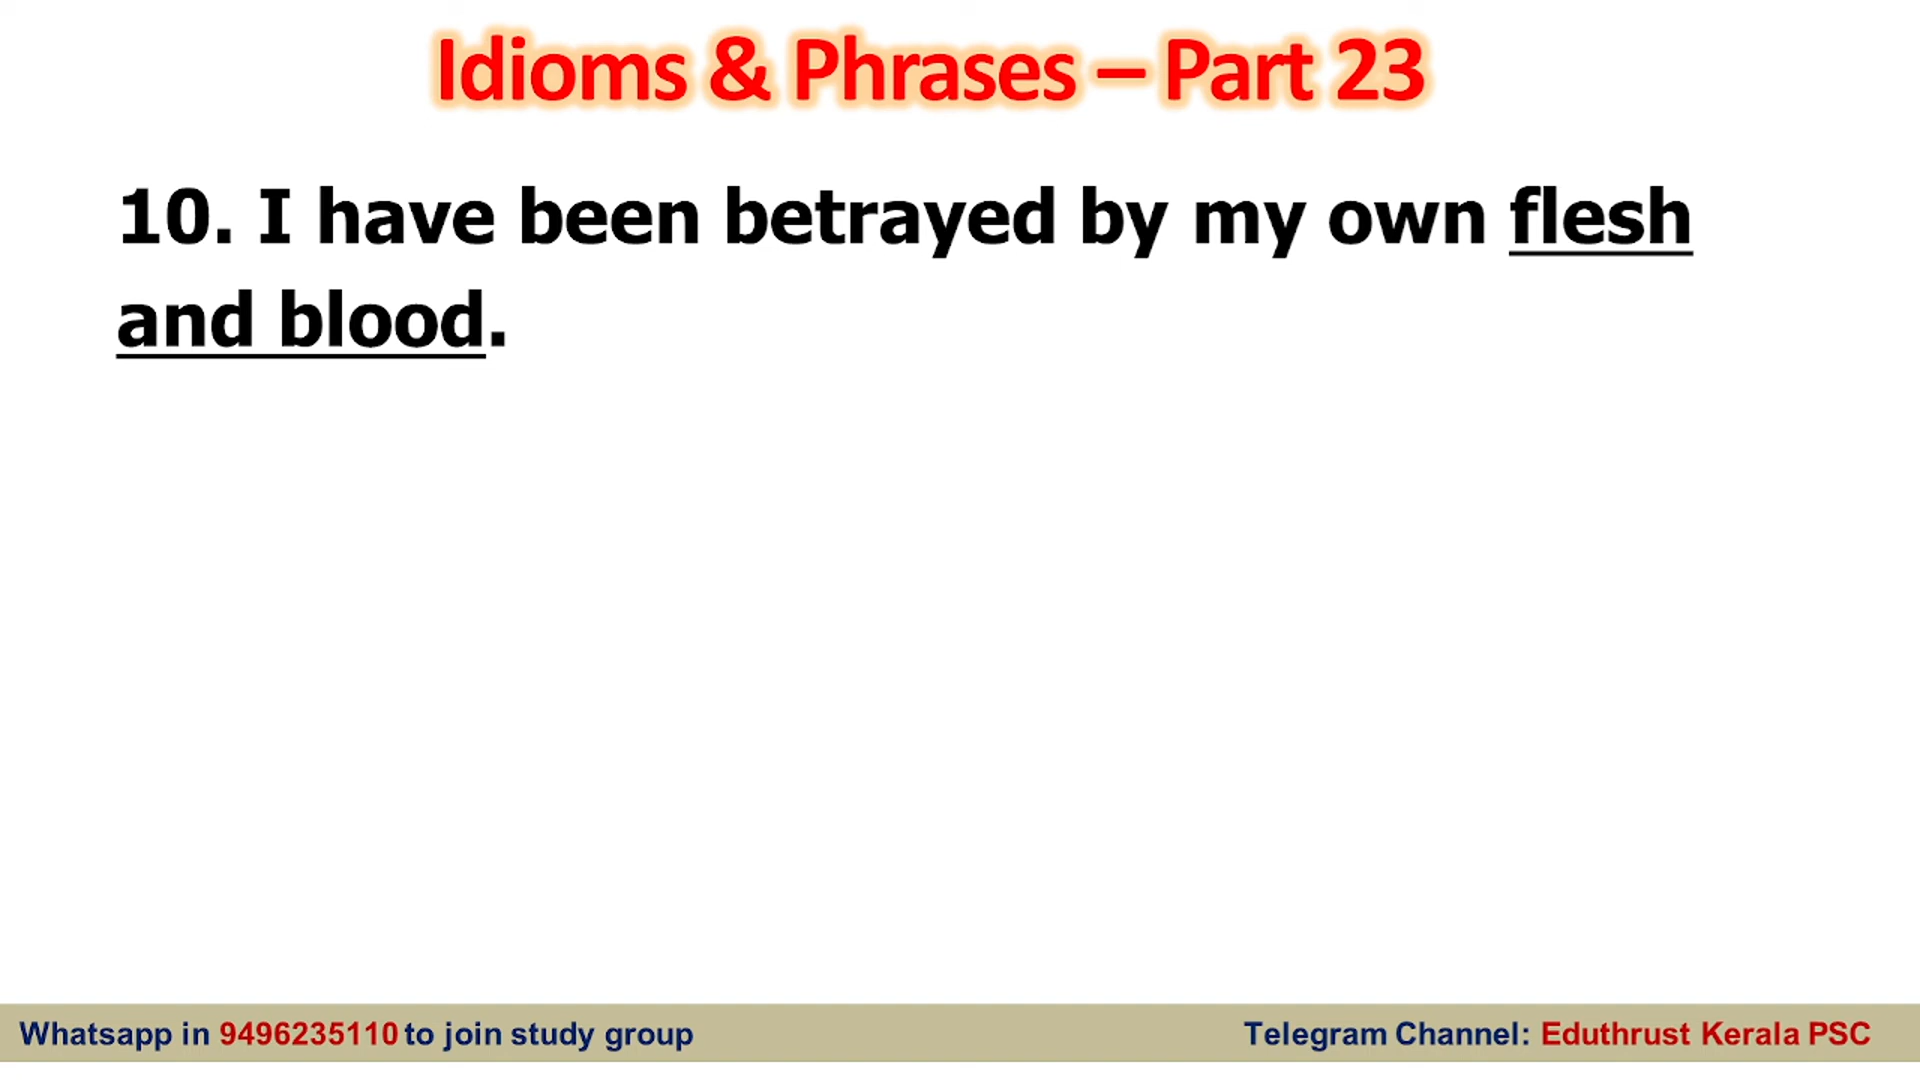 Idioms & Phrases – Part 23
10. I have been betrayed by my own flesh
and blood.
Whatsapp in 9496235110 to join study group
Telegram Channel: Eduthrust Kerala PSC